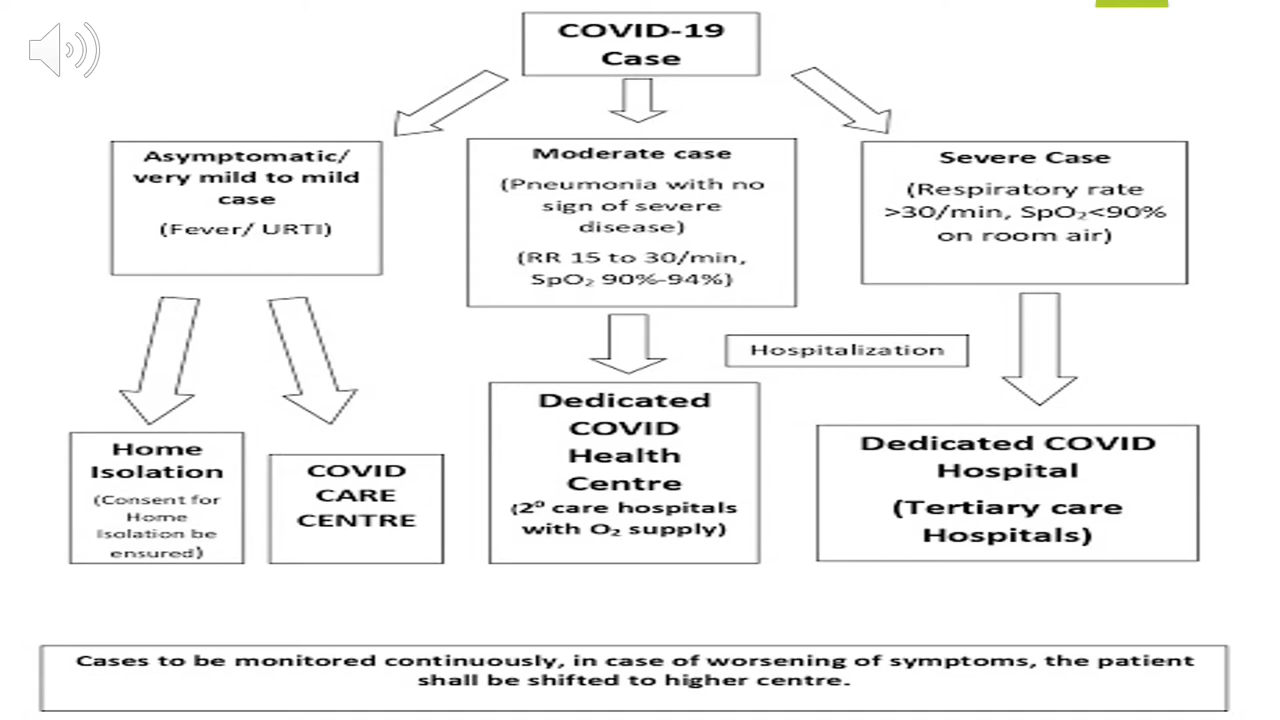 COVID-19
Case
Asymptomatic/
very mild to mild
case
(Fever/ URTI)
Moderate case
(Pneumonia with no
sign of severe
disease)
(RR 15 to 30/min,
SpO₂ 90%-94%)
Severe Case
(Respiratory rate
>30/min, SpO₂<90%
on room air)
Hospitalization
Home
Isolation
(Consent for
Home
Isolation be
ensured)
COVID
CARE
CENTRE
Dedicated
COVID
Health
Centre
(2⁰ care hospitals
with O₂ supply)
Dedicated COVID
Hospital
(Tertiary care
Hospitals)
Cases to be monitored continuously, in case of worsening of symptoms, the patient
shall be shifted to higher centre.